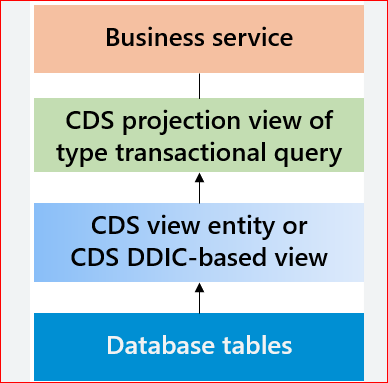 Business service
CDS projection view of
type transactional query
CDS view entity or
CDS DDIC-based view
Database tables